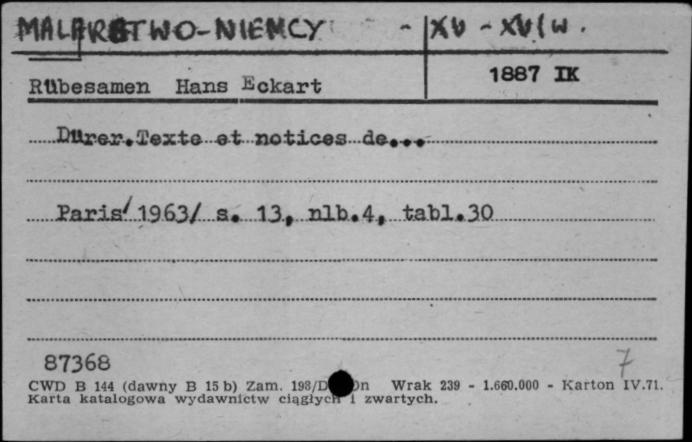 MALARSTWO-NIEMCY - XV - XVI w.
Rübesamen Hans Eckart
1887 IK
Dürer.Texte et notices de...
Paris/ 1963/ s. 13, nlb.4, tabl.30
87368
7
CWD B 144 (dawny B 15 b) Zam. 198/D n Wrak 239 - 1.660.000 - Karton IV.71.
Karta katalogowa wydawnictw ciągłych i zwartych.